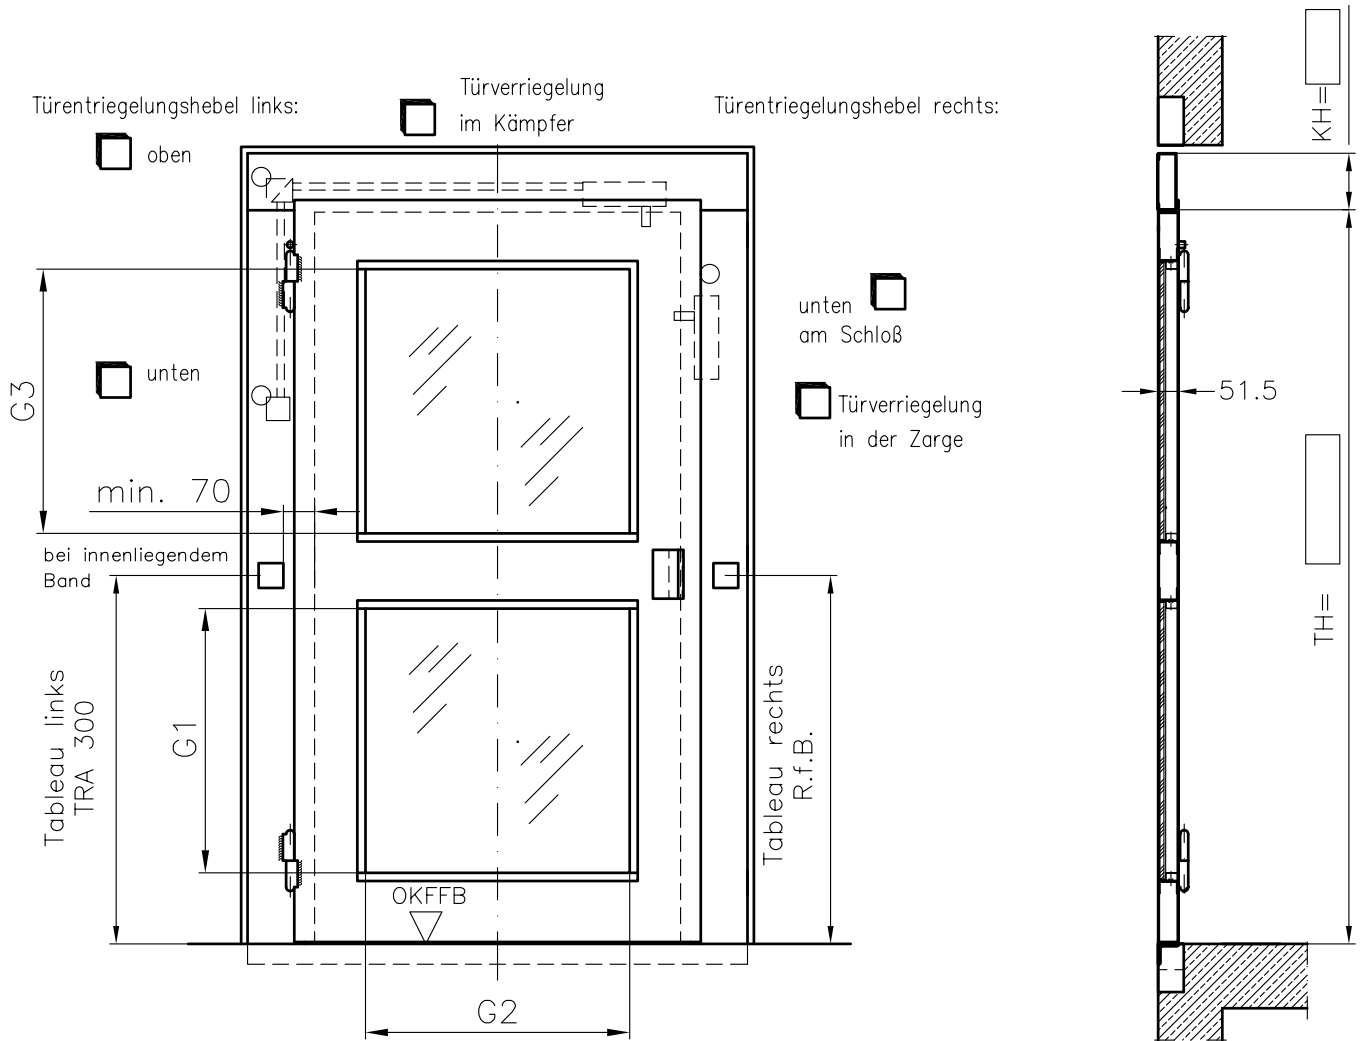 Türverriegelung
im Kämpfer
Türentriegelungshebel links:
Türentriegelungshebel rechts:
oben
KH=
unten
am Schloß
unten
G3
51.5
Türverriegelung
in der Zarge
min. 70
bei innenliegendem
Band
TH=
Tableau links
TRA 300
G1
Tableau rechts
R.f.B.
OKFFB
G2